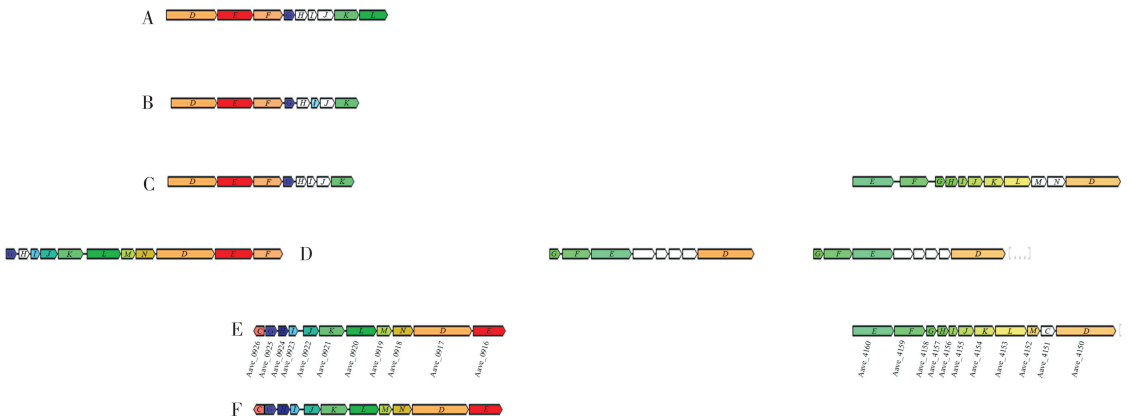 A D E F G H I J K L
B D E F G H I J K
C D E F G H I J K E F G H I J K L M N D
G H I J K L M N D E F D G F E D G F E D [...]
E C G N I J K L M N D E E F G H I J K L M C D [
Aave_0926 Aave_0925 Aave_0924 Aave_0923 Aave_0922 Aave_0921 Aave_0920 Aave_0919 Aave_0918 Aave_0917 Aave_0916 Aave_4160 Aave_4159 Aave_4158 Aave_4157 Aave_4156 Aave_4155 Aave_4154 Aave_4153 Aave_4152 Aave_4151 Aave_4150
F C G N I J K L M N D E